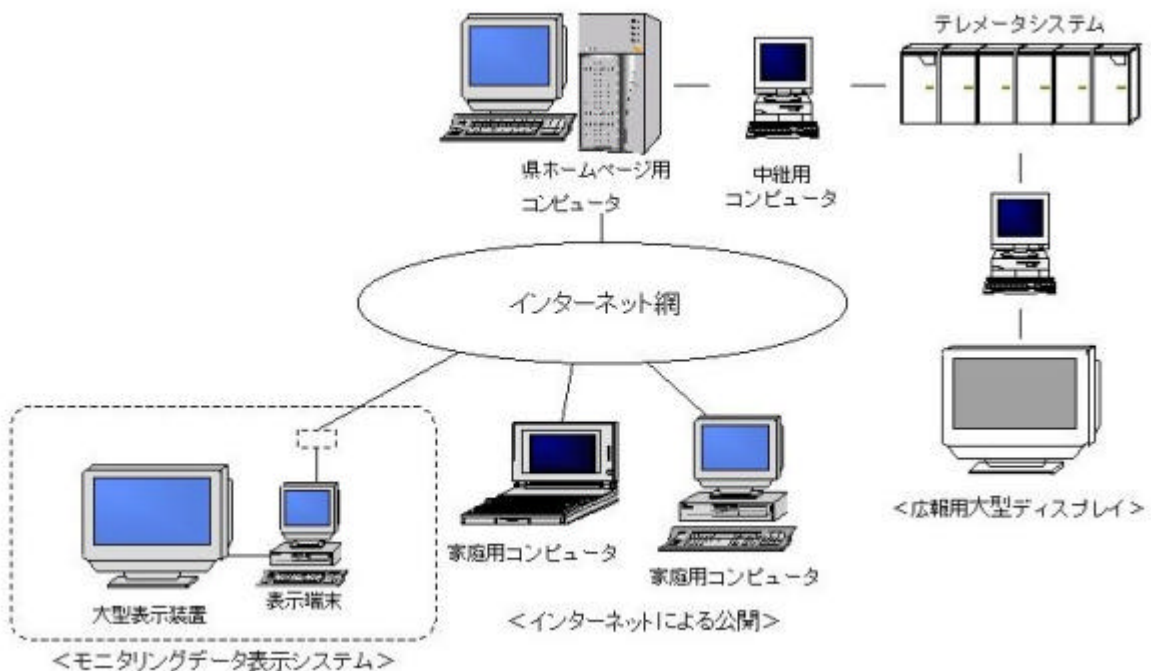 テレメータシステム
県ホームページ用
コンピュータ
中継用
コンピュータ
インターネット網
＜広報用大型ディスプレイ＞
家庭用コンピュータ
家庭用コンピュータ
大型表示装置
表示端末
＜インターネットによる公開＞
＜モニタリングデータ表示システム＞